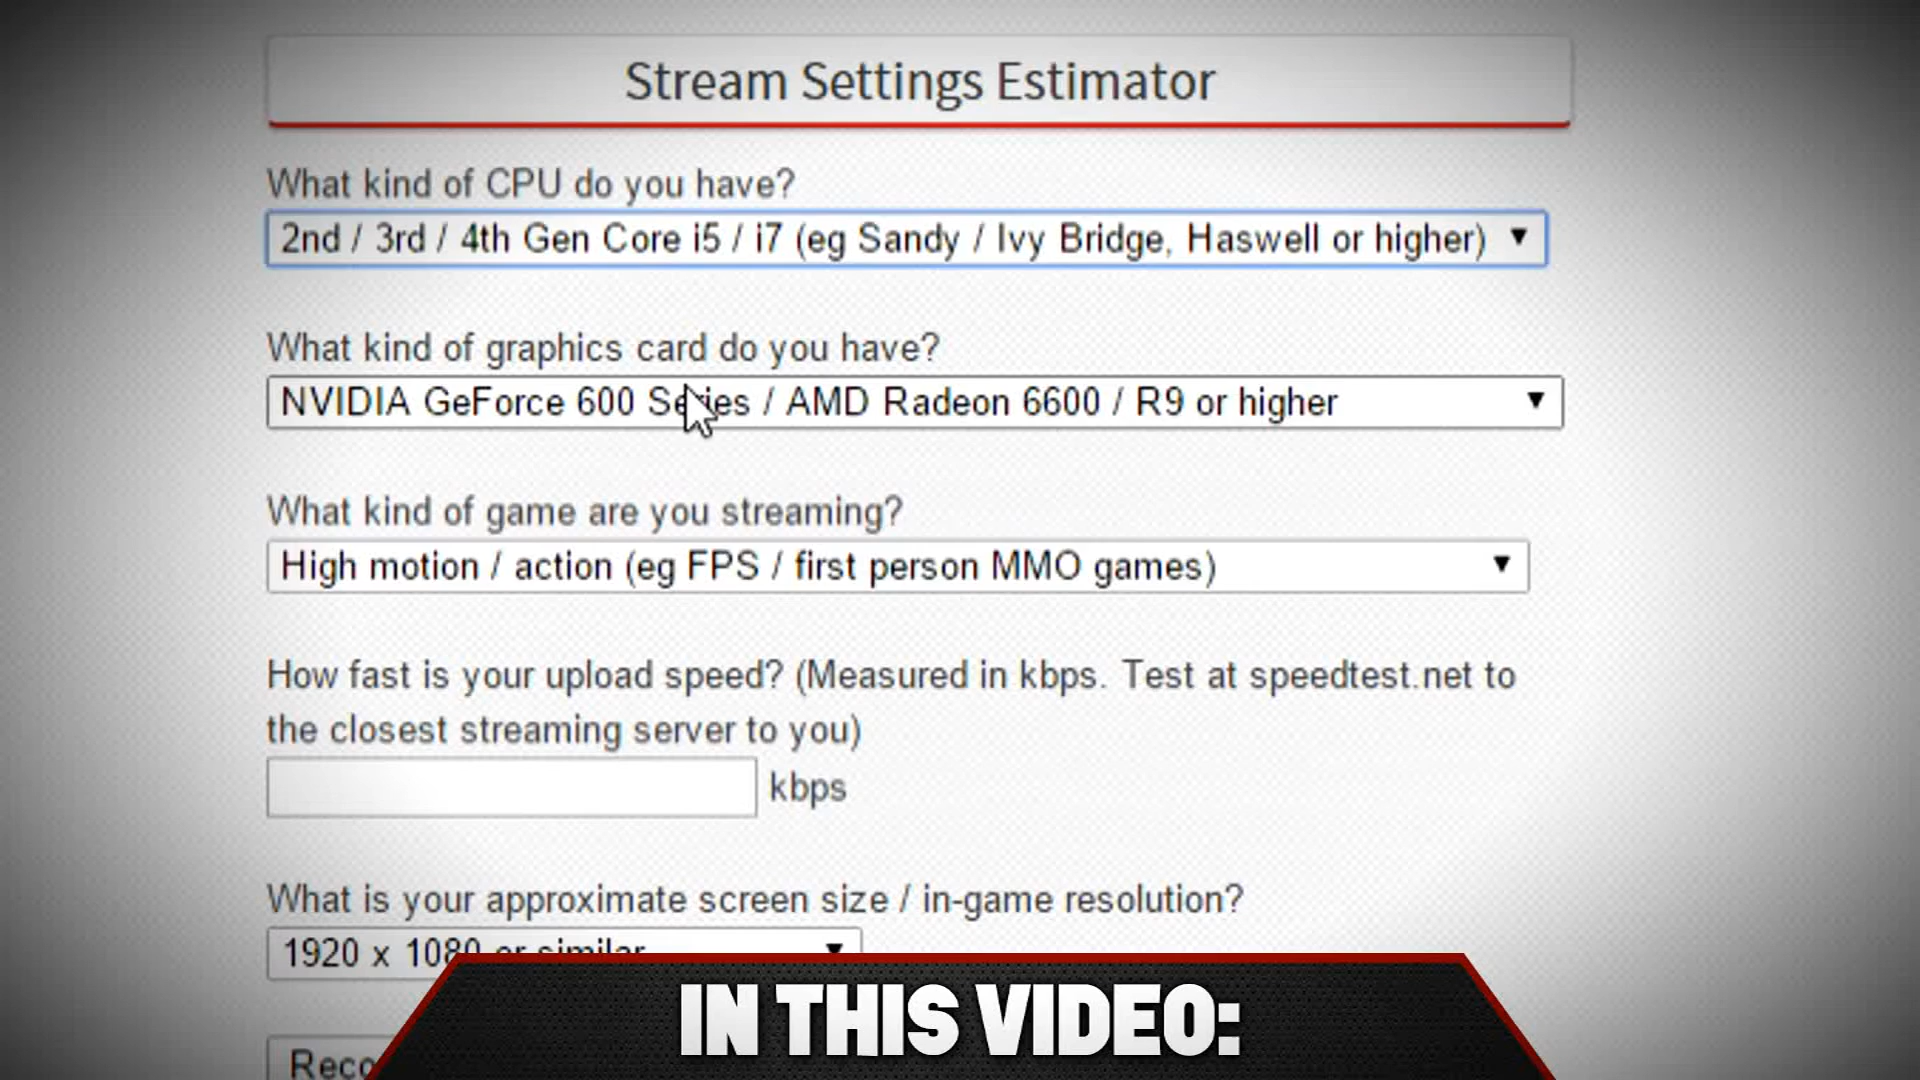 Stream Settings Estimator
What kind of CPU do you have?
2nd / 3rd / 4th Gen Core i5 / i7 (eg Sandy / Ivy Bridge, Haswell or higher)
What kind of graphics card do you have?
NVIDIA GeForce 600 Series / AMD Radeon 6600 / R9 or higher
What kind of game are you streaming?
High motion / action (eg FPS / first person MMO games)
How fast is your upload speed? (Measured in kbps. Test at speedtest.net to
the closest streaming server to you)
kbps
What is your approximate screen size / in-game resolution?
1920 x 1080 or similar
IN THIS VIDEO: